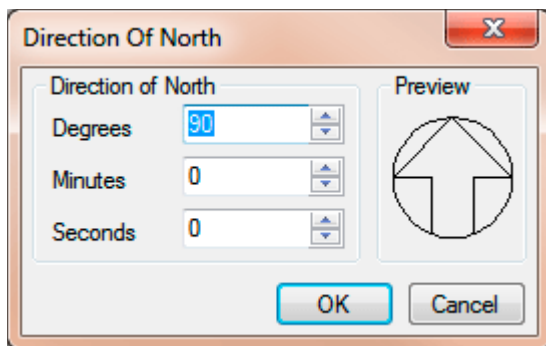 Direction Of North
Direction of North
Preview
Degrees 90
Minutes 0
Seconds 0
OK
Cancel